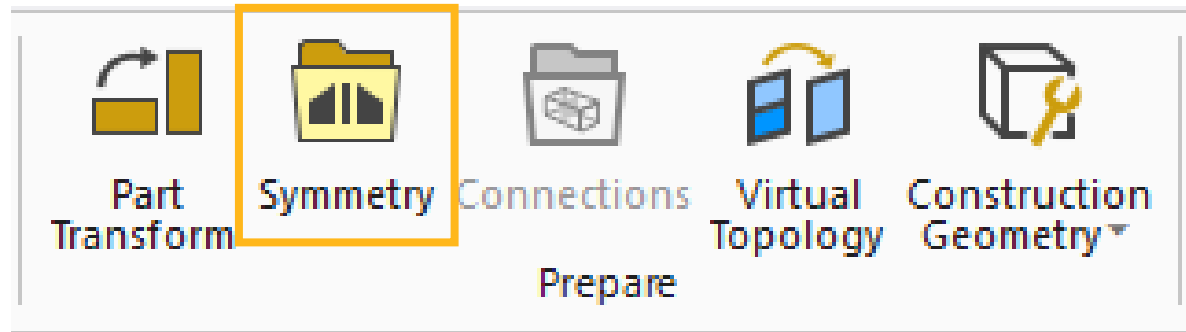 Part
Transform
Symmetry
Connections
Virtual
Topology
Construction
Geometry
Prepare